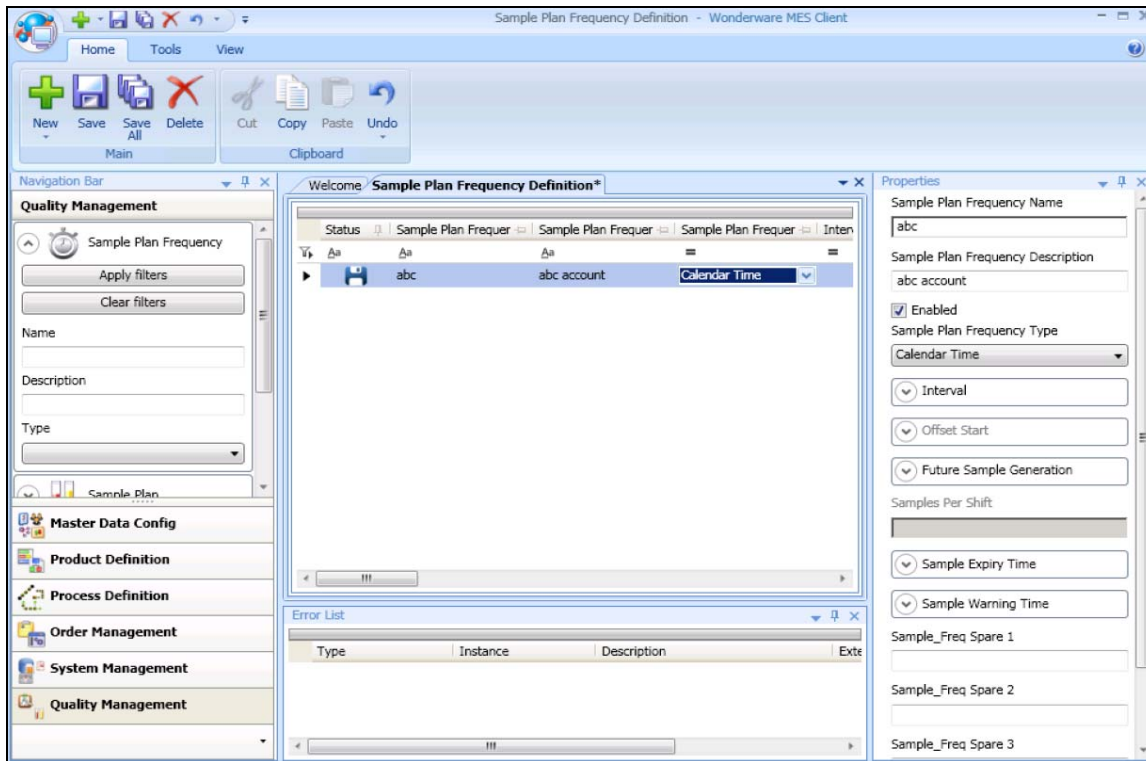 Sample Plan Frequency Definition - Wonderware MES Client
Home Tools View
New Save Save All Delete Cut Copy Paste Undo
Main Clipboard
Navigation Bar
Quality Management
Sample Plan Frequency
Apply filters
Clear filters
Name
Description
Type
Sample Plan
Master Data Config
Product Definition
Process Definition
Order Management
System Management
Quality Management
Welcome Sample Plan Frequency Definition*
Status Sample Plan Frequer Sample Plan Frequer Sample Plan Frequer Interv
Aa Aa Aa = =
abc abc account Calendar Time
Error List
Type Instance Description Exte
Properties
Sample Plan Frequency Name
abc
Sample Plan Frequency Description
abc account
Enabled
Sample Plan Frequency Type
Calendar Time
Interval
Offset Start
Future Sample Generation
Samples Per Shift
Sample Expiry Time
Sample Warning Time
Sample_Freq Spare 1
Sample_Freq Spare 2
Sample_Freq Spare 3